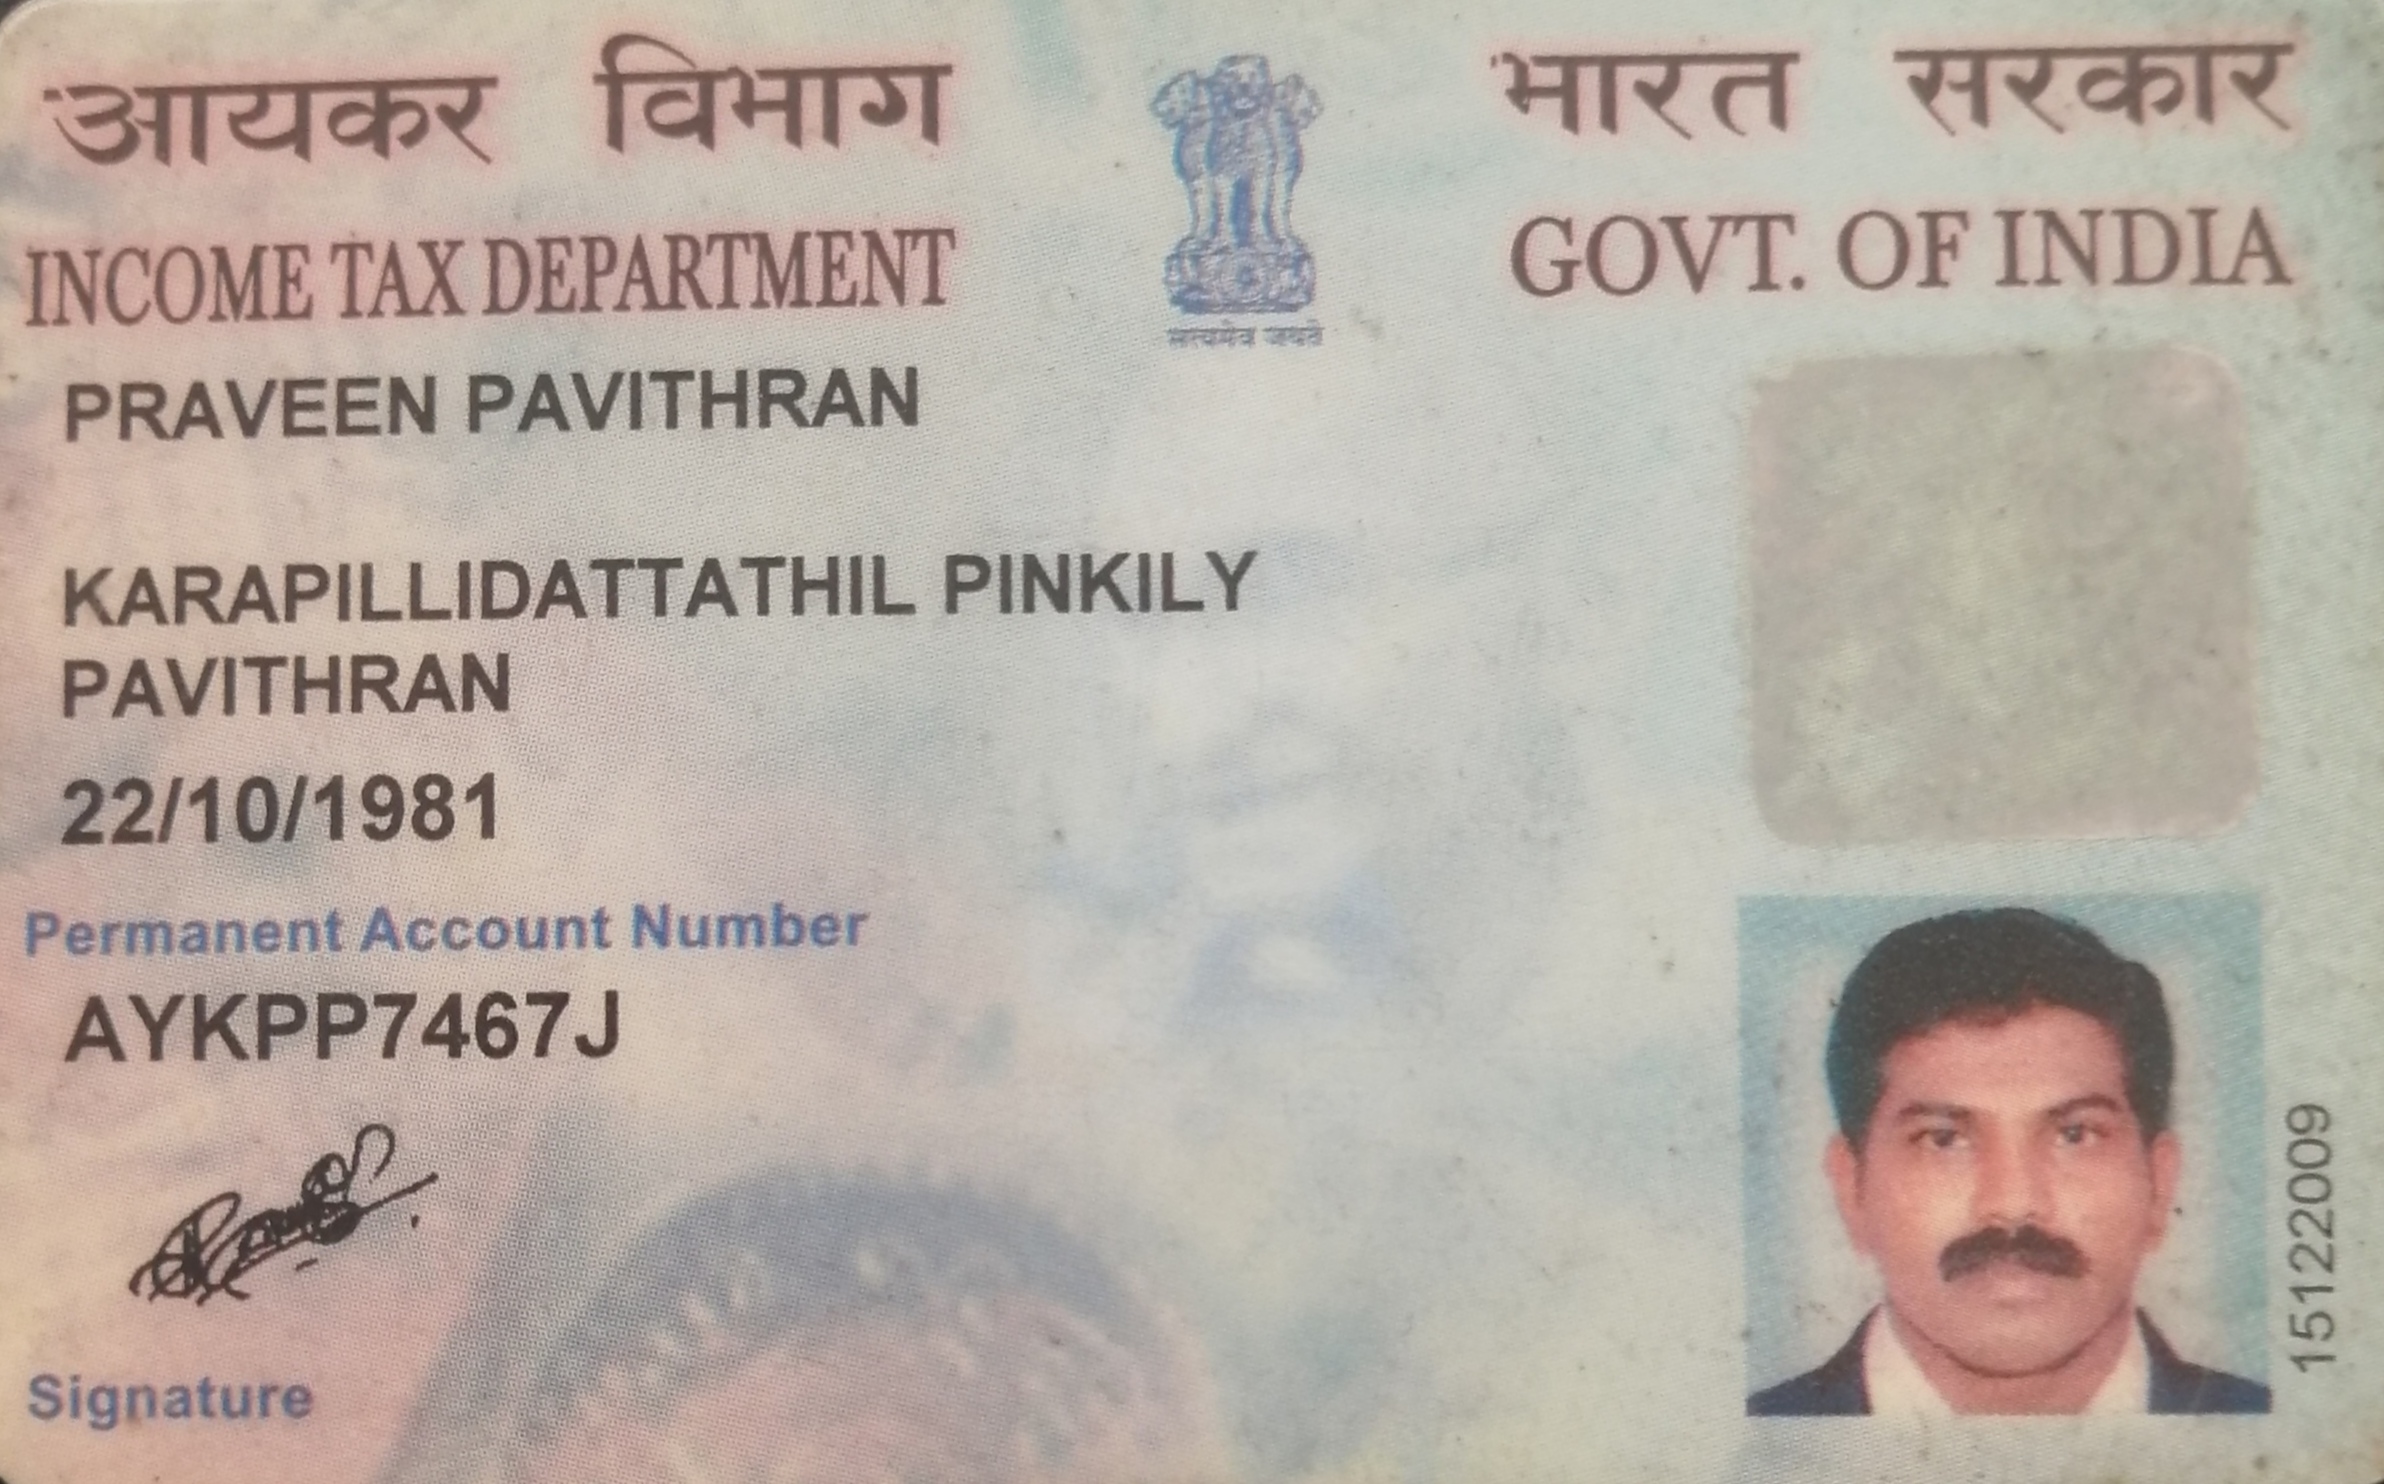 आयकर विभाग
INCOME TAX DEPARTMENT
भारत सरकार
GOVT. OF INDIA
सत्यमेव जयते
PRAVEEN PAVITHRAN
KARAPILLIDATTATHIL PINKILY
PAVITHRAN
22/10/1981
Permanent Account Number
AYKPP7467J
Signature
15122009